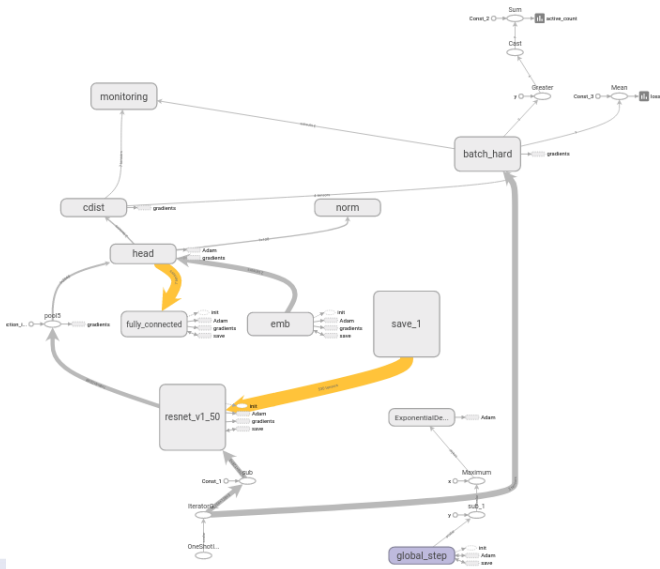 Sum
Const_2
active_count
Cast
Greater
y
Mean
Const_3
loss
monitoring
batch_hard
gradients
cdist
gradients
norm
head
Adam
gradients
pool5
gradients
fully_connected
init
Adam
gradients
save
emb
init
Adam
gradients
save
save_1
resnet_v1_50
init
Adam
gradients
save
ExponentialDe...
Adam
sub
Const_1
Maximum
x
IteratorG...
sub_1
y
OneShotI...
global_step
init
Adam
save